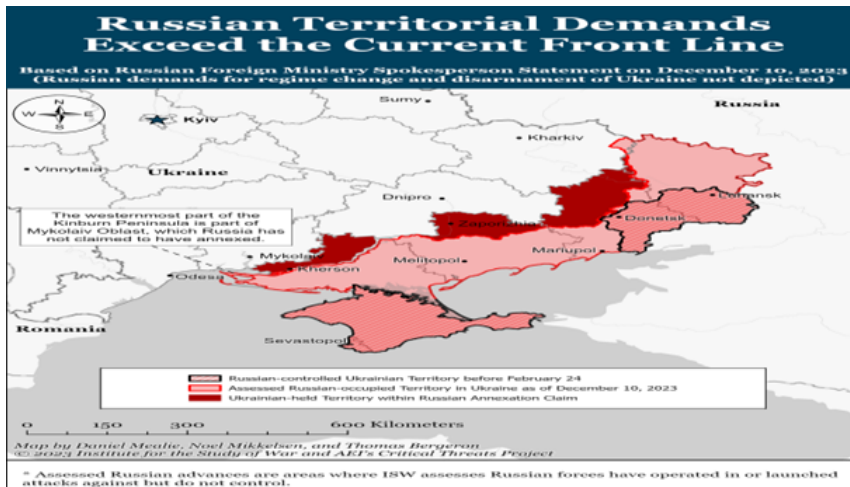 Russian Territorial Demands
Exceed the Current Front Line
Based on Russian Foreign Ministry Spokesperson Statement on December 10, 2023
(Russian demands for regime change and disarmament of Ukraine not depicted)
N
W
E
S
Sumy
Russia
Kyiv
Kharkiv
Vinnytsia
Ukraine
Dnipro
Luhansk
The westernmost part of the
Kinburn Peninsula is part of
Mykolaiv Oblast, which Russia has
not claimed to have annexed.
Donetsk
Mykolaiv
Mariupol
Melitopol
Kherson
Odesa
Romania
Sevastopol
Russian-controlled Ukrainian Territory before February 24
Assessed Russian-occupied Territory in Ukraine as of December 10, 2023
Ukrainian-held Territory within Russian Annexation Claim
0 150 300 600 Kilometers
Map by Daniel Mealie, Noel Mikkelsen, and Thomas Bergeron
© 2023 Institute for the Study of War and AEI's Critical Threats Project
* Assessed Russian advances are areas where ISW assesses Russian forces have operated in or launched
attacks against but do not control.